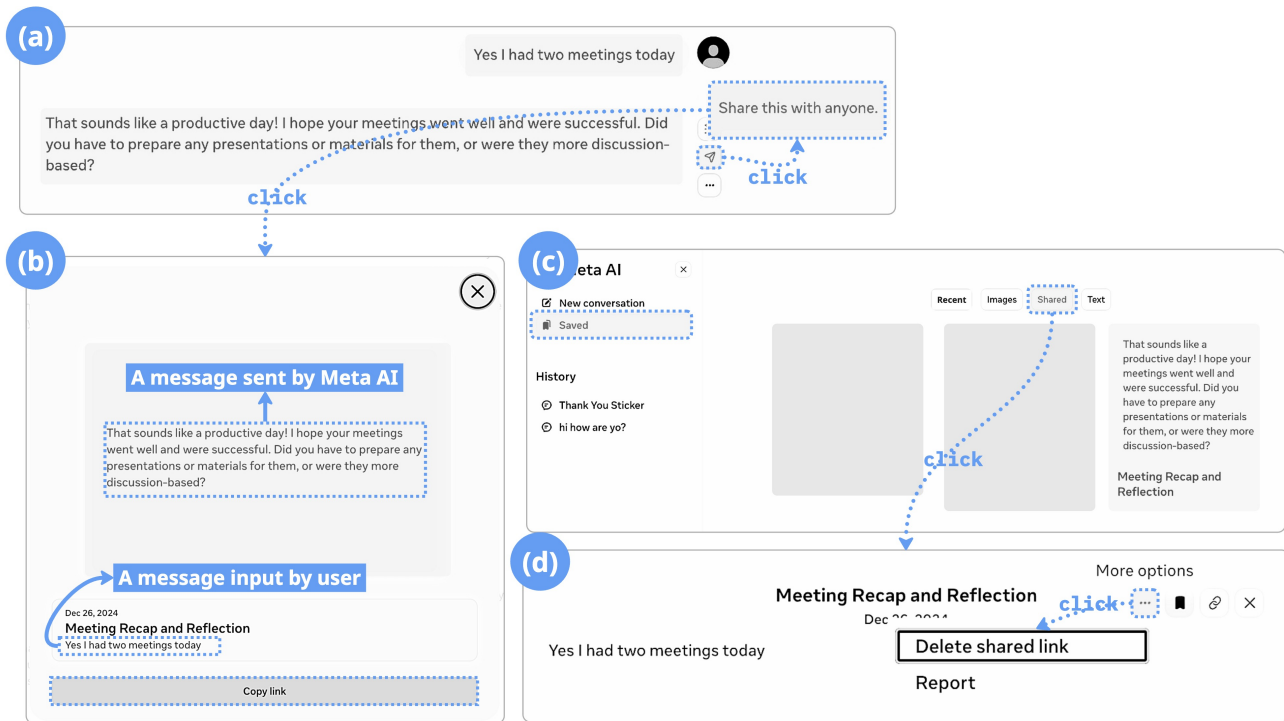 (a)
Yes I had two meetings today
Share this with anyone.
That sounds like a productive day! I hope your meetings went well and were successful. Did
you have to prepare any presentations or materials for them, or were they more discussion-
based?
click
click
(b)
A message sent by Meta AI
That sounds like a productive day! I hope your meetings
went well and were successful. Did you have to prepare any
presentations or materials for them, or were they more
discussion-based?
A message input by user
Dec 26, 2024
Meeting Recap and Reflection
Yes I had two meetings today
Copy link
(c)
eta AI
New conversation
Saved
History
Thank You Sticker
hi how are yo?
Recent
Images
Shared
Text
That sounds like a
productive day! I hope your
meetings went well and
were successful. Did you
have to prepare any
presentations or materials
for them, or were they more
discussion-based?
Meeting Recap and
Reflection
click
(d)
More options
Meeting Recap and Reflection
click
Dec 26, 2024
Yes I had two meetings today
Delete shared link
Report